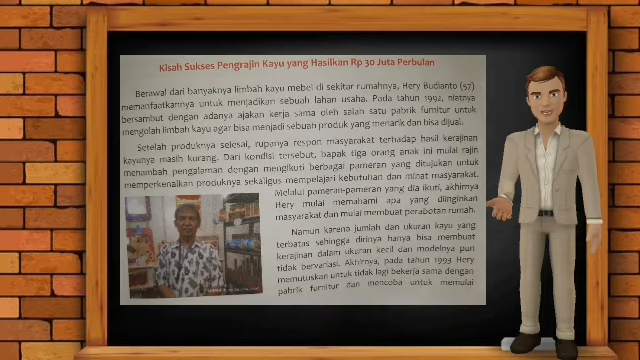 Kisah Sukses Pengrajin Kayu yang Hasilkan Rp 30 Juta Perbulan
Berawal dari banyaknya limbah kayu mebel di sekitar rumahnya, Hery Budianto (57)
memanfaatkannya untuk menjadikan sebuah lahan usaha. Pada tahun 1992, niatnya
bersambut dengan adanya ajakan kerja sama oleh salah satu pabrik furnitur untuk
mengolah limbah kayu agar bisa menjadi sebuah produk yang menarik dan bisa dijual.
Setelah produknya selesai, rupanya respon masyarakat terhadap hasil kerajinan
kayunya masih kurang. Dari kondisi tersebut, bapak tiga orang anak ini mulai rajin
menambah pengalaman dengan mengikuti berbagai pameran yang ditujukan untuk
memperkenalkan produknya sekaligus mempelajari kebutuhan dan minat masyarakat.
Melalui pameran-pameran yang dia ikuti, akhirnya
Hery mulai memahami apa yang diinginkan
masyarakat dan mulai membuat perabotan rumah.
Namun karena jumlah dan ukuran kayu yang
terbatas sehingga dirinya hanya bisa membuat
kerajinan dalam ukuran kecil dan modelnya pun
tidak bervariasi. Akhirnya, pada tahun 1993 Hery
memutuskan untuk tidak lagi bekerja sama dengan
pabrik furnitur dan mencoba untuk memulai